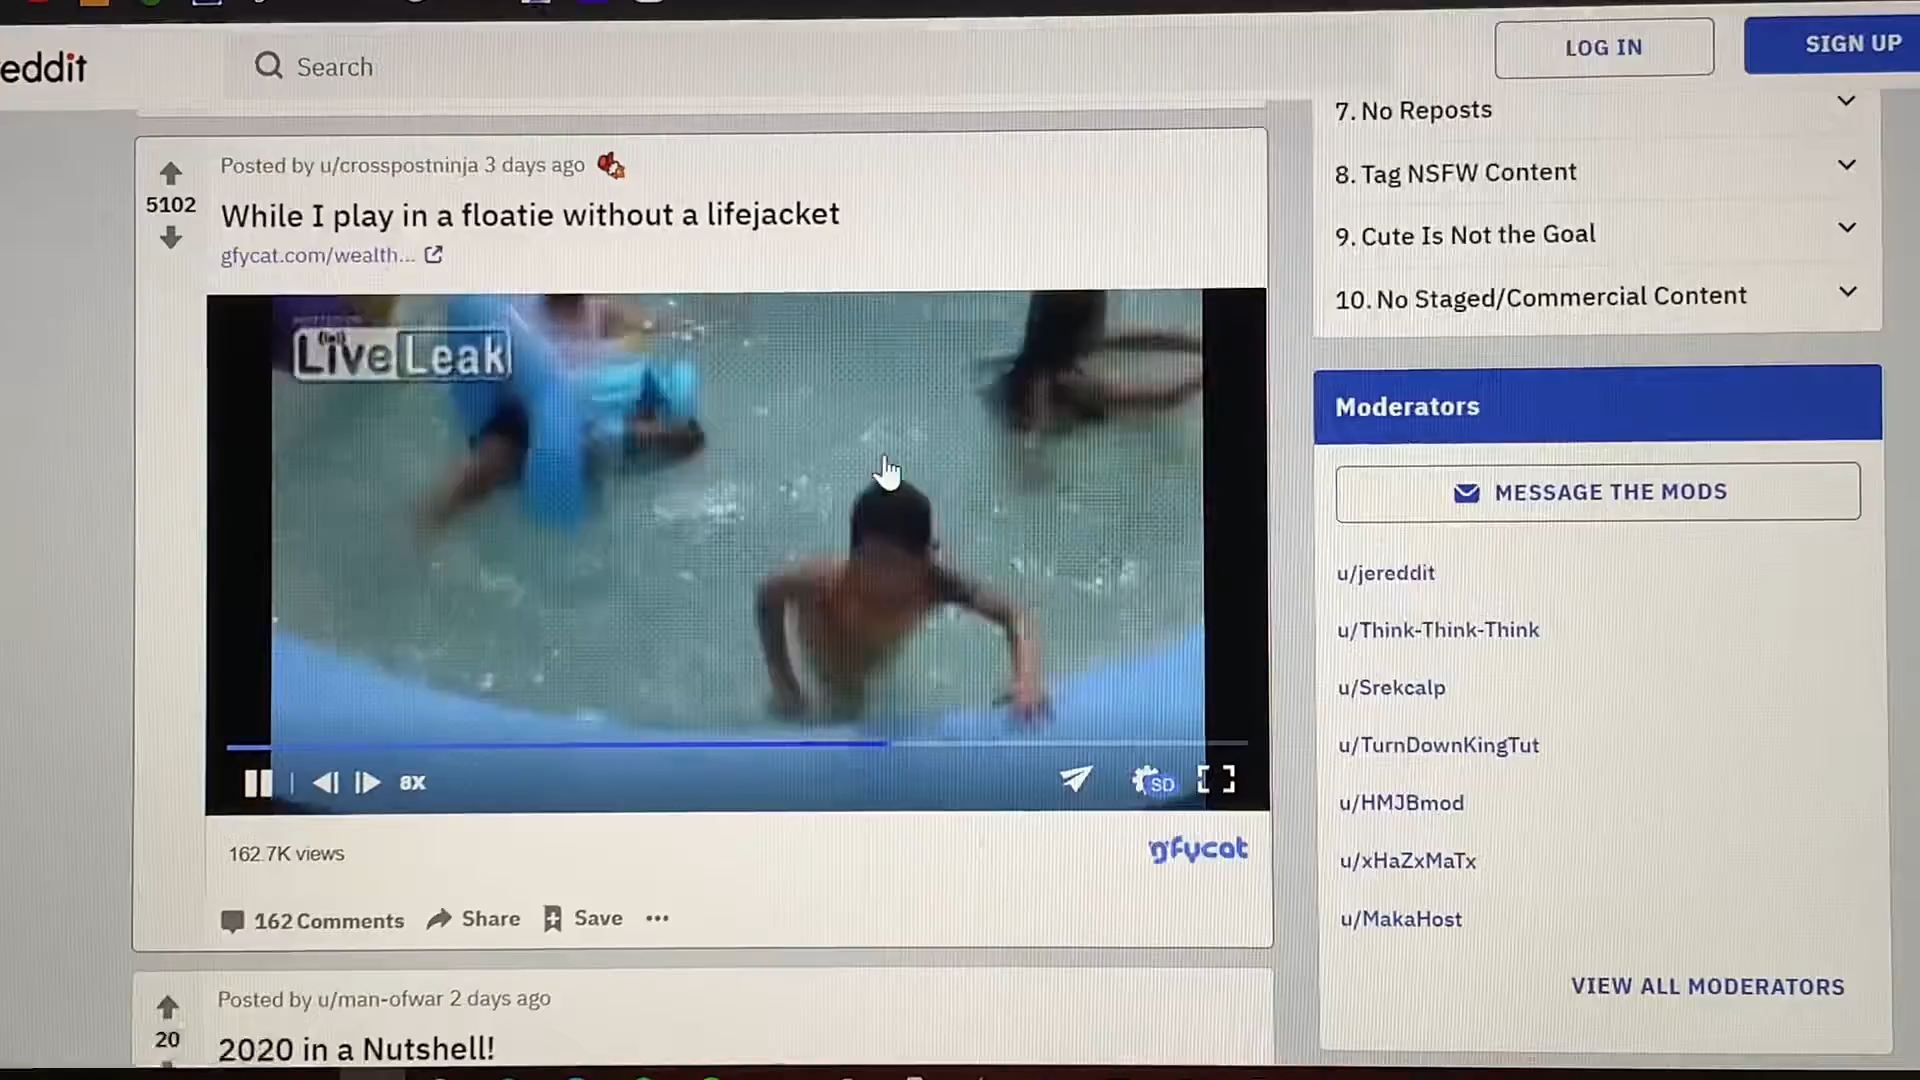 eddit
Search
LOG IN
SIGN UP
Posted by u/crosspostninja 3 days ago
5102
While I play in a floatie without a lifejacket
gfycat.com/wealth...
LiveLeak
8X
SD
162.7K views
gfycat
162 Comments
Share
Save
Posted by u/man-ofwar 2 days ago
20
2020 in a Nutshell!
7. No Reposts
8. Tag NSFW Content
9. Cute Is Not the Goal
10. No Staged/Commercial Content
Moderators
MESSAGE THE MODS
u/jereddit
u/Think-Think-Think
u/Srekcalp
u/TurnDownKingTut
u/HMJBmod
u/xHaZxMaTx
u/MakaHost
VIEW ALL MODERATORS